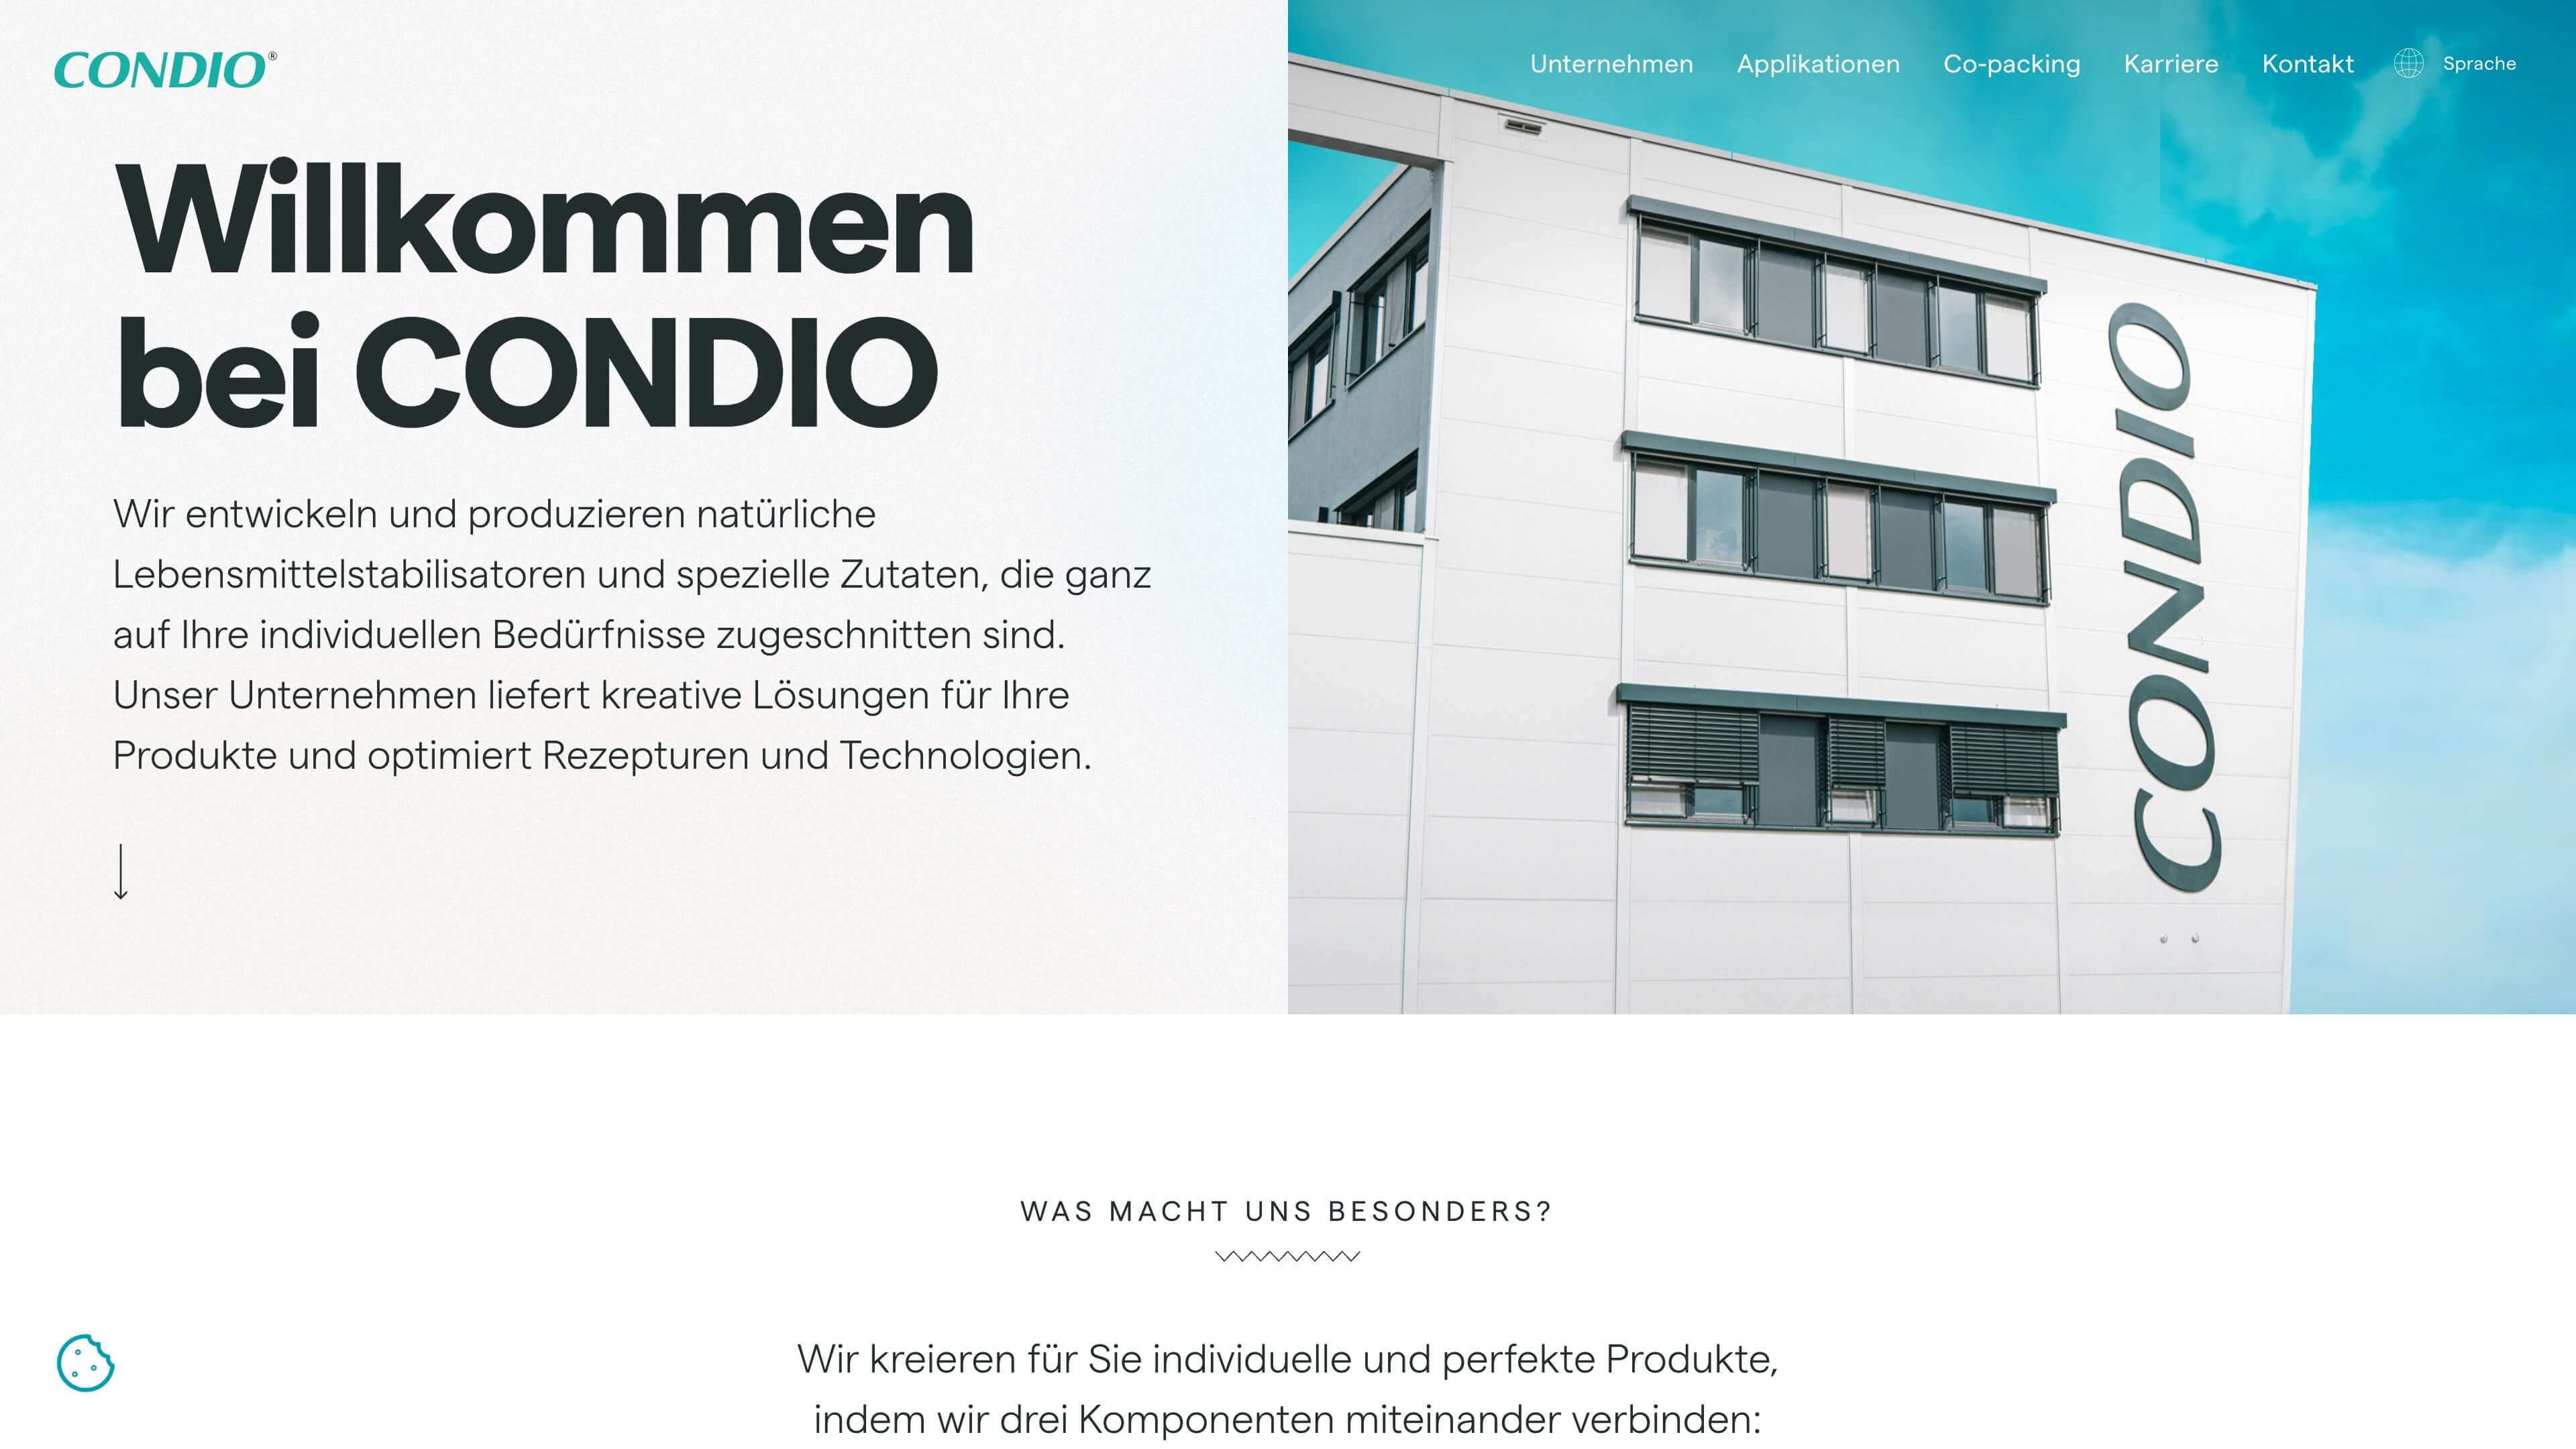 CONDIO®
Unternehmen Applikationen Co-packing Karriere Kontakt Sprache
Willkommen
bei CONDIO
Wir entwickeln und produzieren natürliche
Lebensmittelstabilisatoren und spezielle Zutaten, die ganz
auf Ihre individuellen Bedürfnisse zugeschnitten sind.
Unser Unternehmen liefert kreative Lösungen für Ihre
Produkte und optimiert Rezepturen und Technologien.
CONDIO
WAS MACHT UNS BESONDERS?
Wir kreieren für Sie individuelle und perfekte Produkte,
indem wir drei Komponenten miteinander verbinden: